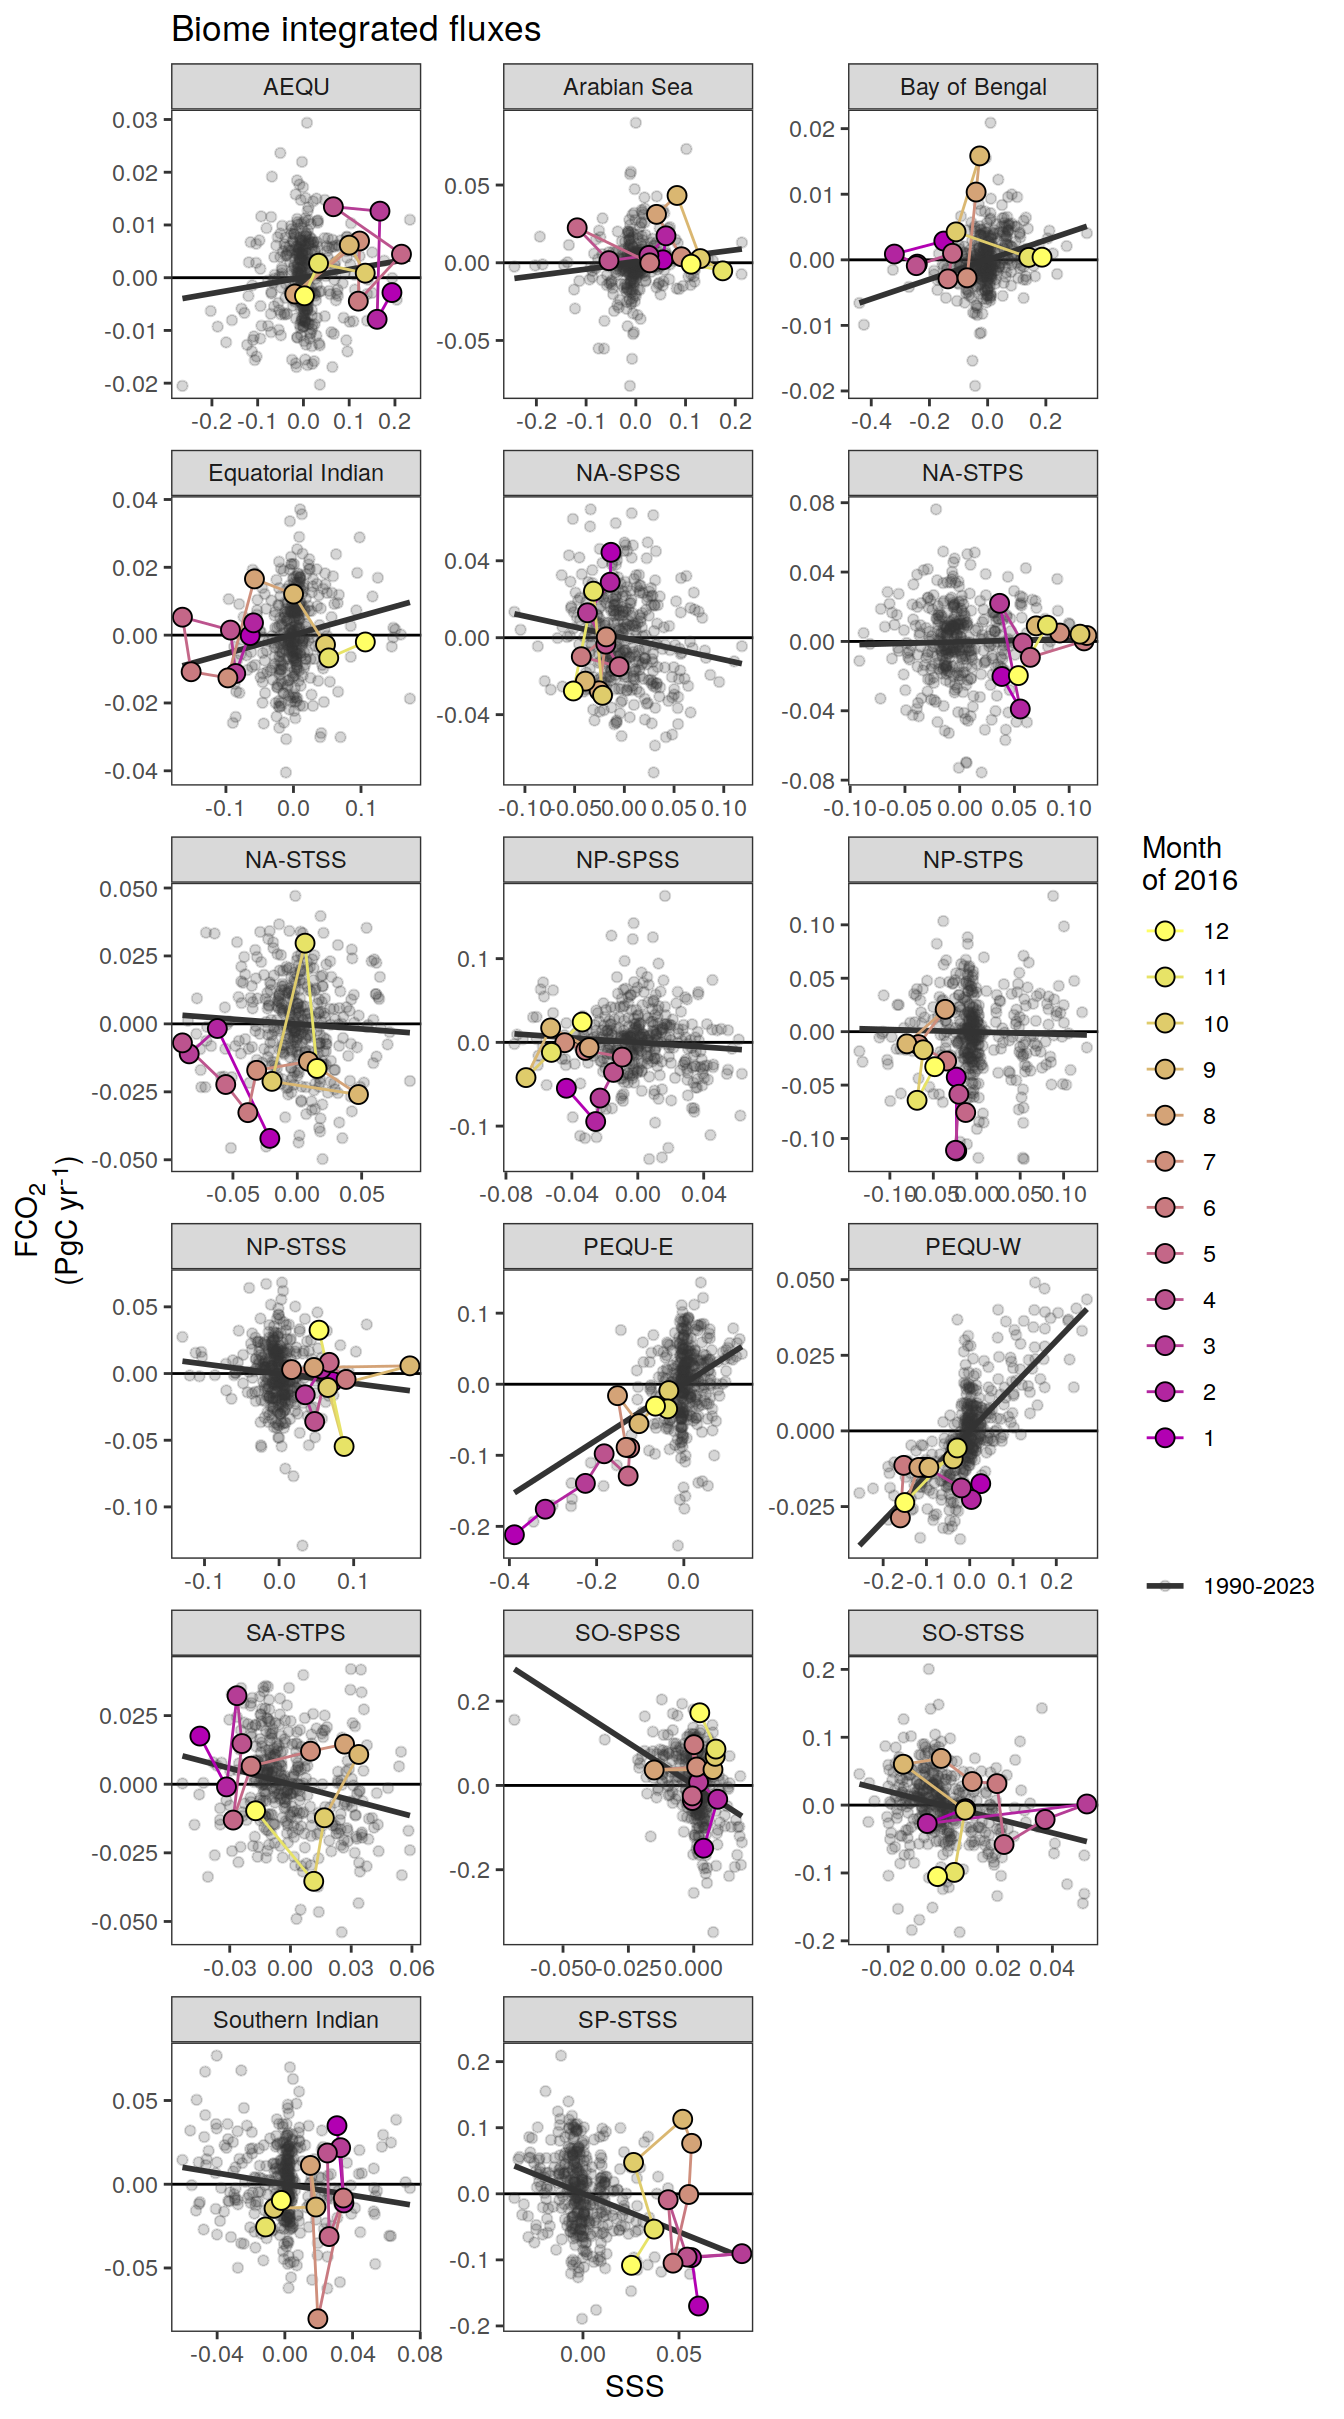 Biome integrated fluxes
AEQU
Arabian Sea
Bay of Bengal
0.03
0.02
0.01
0.00
-0.01
-0.02
0.05
0.00
-0.05
0.02
0.01
0.00
-0.01
-0.02
-0.2 -0.1 0.0 0.1 0.2
-0.2 -0.1 0.0 0.1 0.2
-0.4 -0.2 0.0 0.2
Equatorial Indian
NA-SPSS
NA-STPS
0.04
0.02
0.00
-0.02
-0.04
0.04
0.00
-0.04
0.08
0.04
0.00
-0.04
-0.08
-0.1 0.0 0.1
-0.10 -0.05 0.00 0.05 0.10
-0.10 -0.05 0.00 0.05 0.10
NA-STSS
NP-SPSS
NP-STPS
0.050
0.025
0.000
-0.025
-0.050
0.1
0.0
-0.1
0.10
0.05
0.00
-0.05
-0.10
-0.05 0.00 0.05
-0.08 -0.04 0.00 0.04
-0.10 -0.05 0.00 0.05 0.10
NP-STSS
PEQU-E
PEQU-W
0.05
0.00
-0.05
-0.10
0.1
0.0
-0.1
-0.2
0.050
0.025
0.000
-0.025
-0.1 0.0 0.1
-0.4 -0.2 0.0
-0.2 -0.1 0.0 0.1 0.2
SA-STPS
SO-SPSS
SO-STSS
0.025
0.000
-0.025
-0.050
0.2
0.0
-0.2
0.2
0.1
0.0
-0.1
-0.2
-0.03 0.00 0.03 0.06
-0.050 -0.025 0.000
-0.02 0.00 0.02 0.04
Southern Indian
SP-STSS
0.05
0.00
-0.05
0.2
0.1
0.0
-0.1
-0.2
-0.04 0.00 0.04 0.08
0.00 0.05
SSS
FCO2
(PgC yr-1)
Month
of 2016
12
11
10
9
8
7
6
5
4
3
2
1
1990-2023